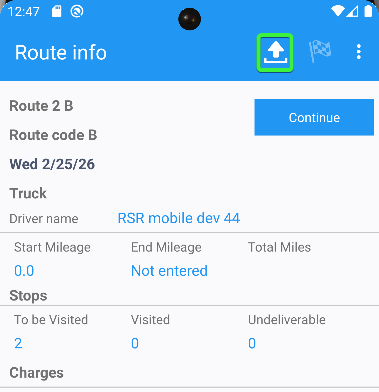 12:47
Route info
Route 2 B
Continue
Route code B
Wed 2/25/26
Truck
Driver name RSR mobile dev 44
Start Mileage End Mileage Total Miles
0.0 Not entered
Stops
To be Visited Visited Undeliverable
2 0 0
Charges